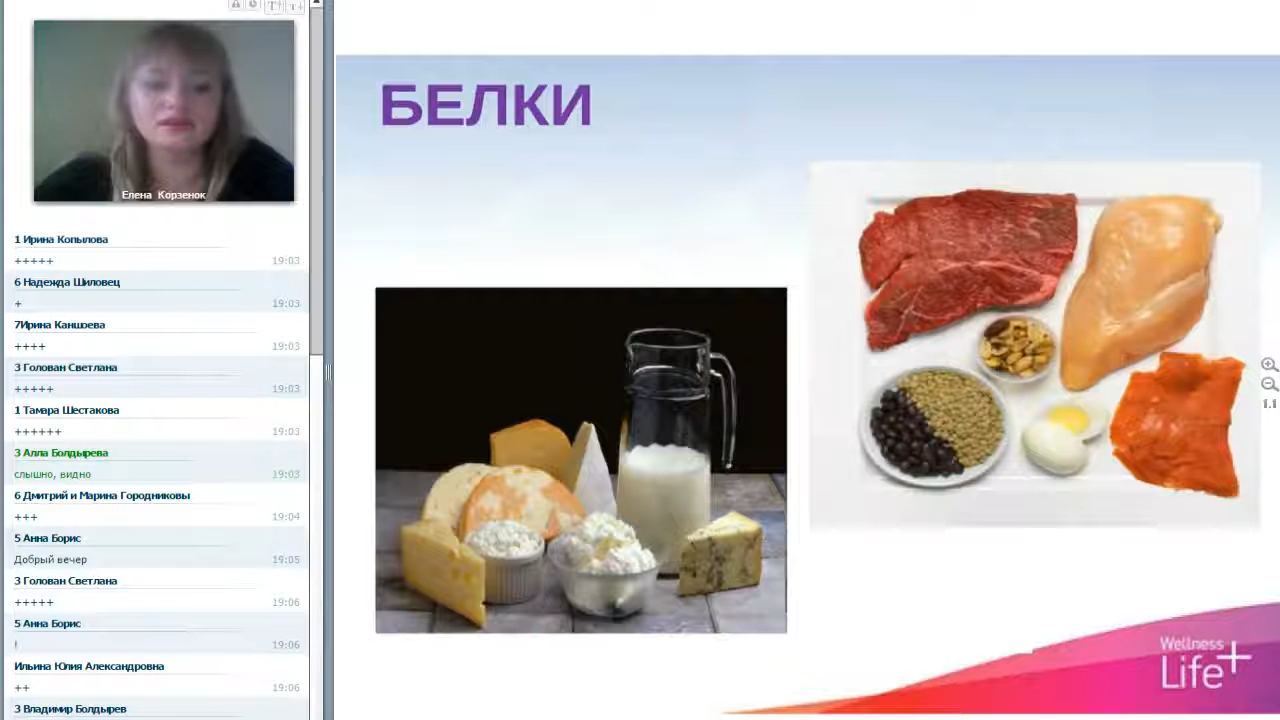 Елена Корзенок
1 Ирина Копылова
+++++ 19:03
6 Надежда Шиловец
+ 19:03
7Ирина Каншоева
++++ 19:03
3 Голован Светлана
+++++ 19:03
1 Тамара Шестакова
++++++ 19:03
3 Алла Болдырева
слышно, видно 19:03
6 Дмитрий и Марина Городниковы
+++ 19:04
5 Анна Борис
Добрый вечер 19:05
3 Голован Светлана
+++++ 19:06
5 Анна Борис
! 19:06
Ильина Юлия Александровна
++ 19:06
3 Владимир Болдырев
БЕЛКИ
1.1
Wellness
Life+